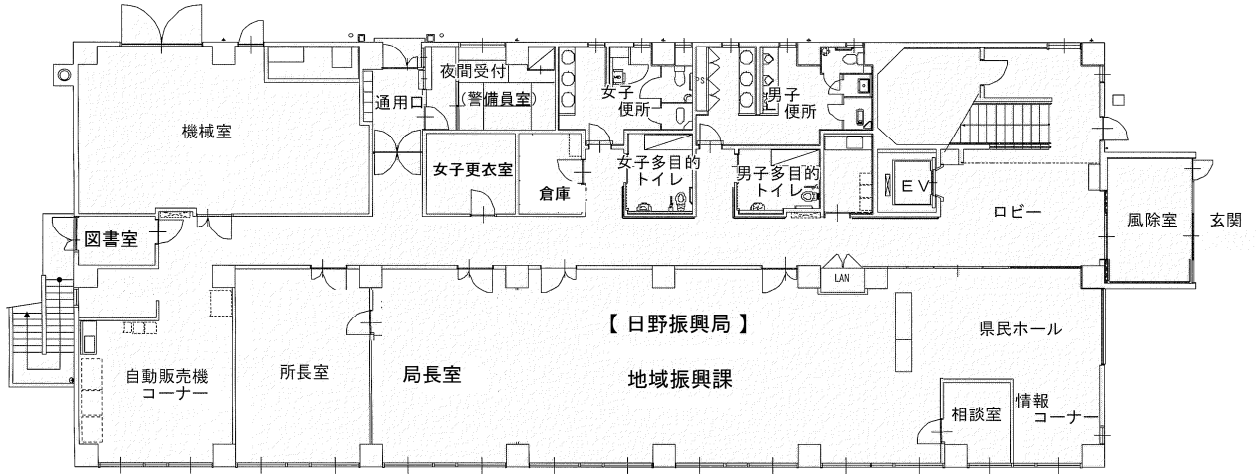 夜間受付
(警備員室)
女子
便所
PS
男子
便所
通用口
機械室
女子更衣室
倉庫
女子多目的
トイレ
男子多目的
トイレ
EV
ロビー
風除室
玄関
図書室
LAN
【 日野振興局 】
県民ホール
自動販売機
コーナー
所長室
局長室
地域振興課
相談室
情報
コーナー